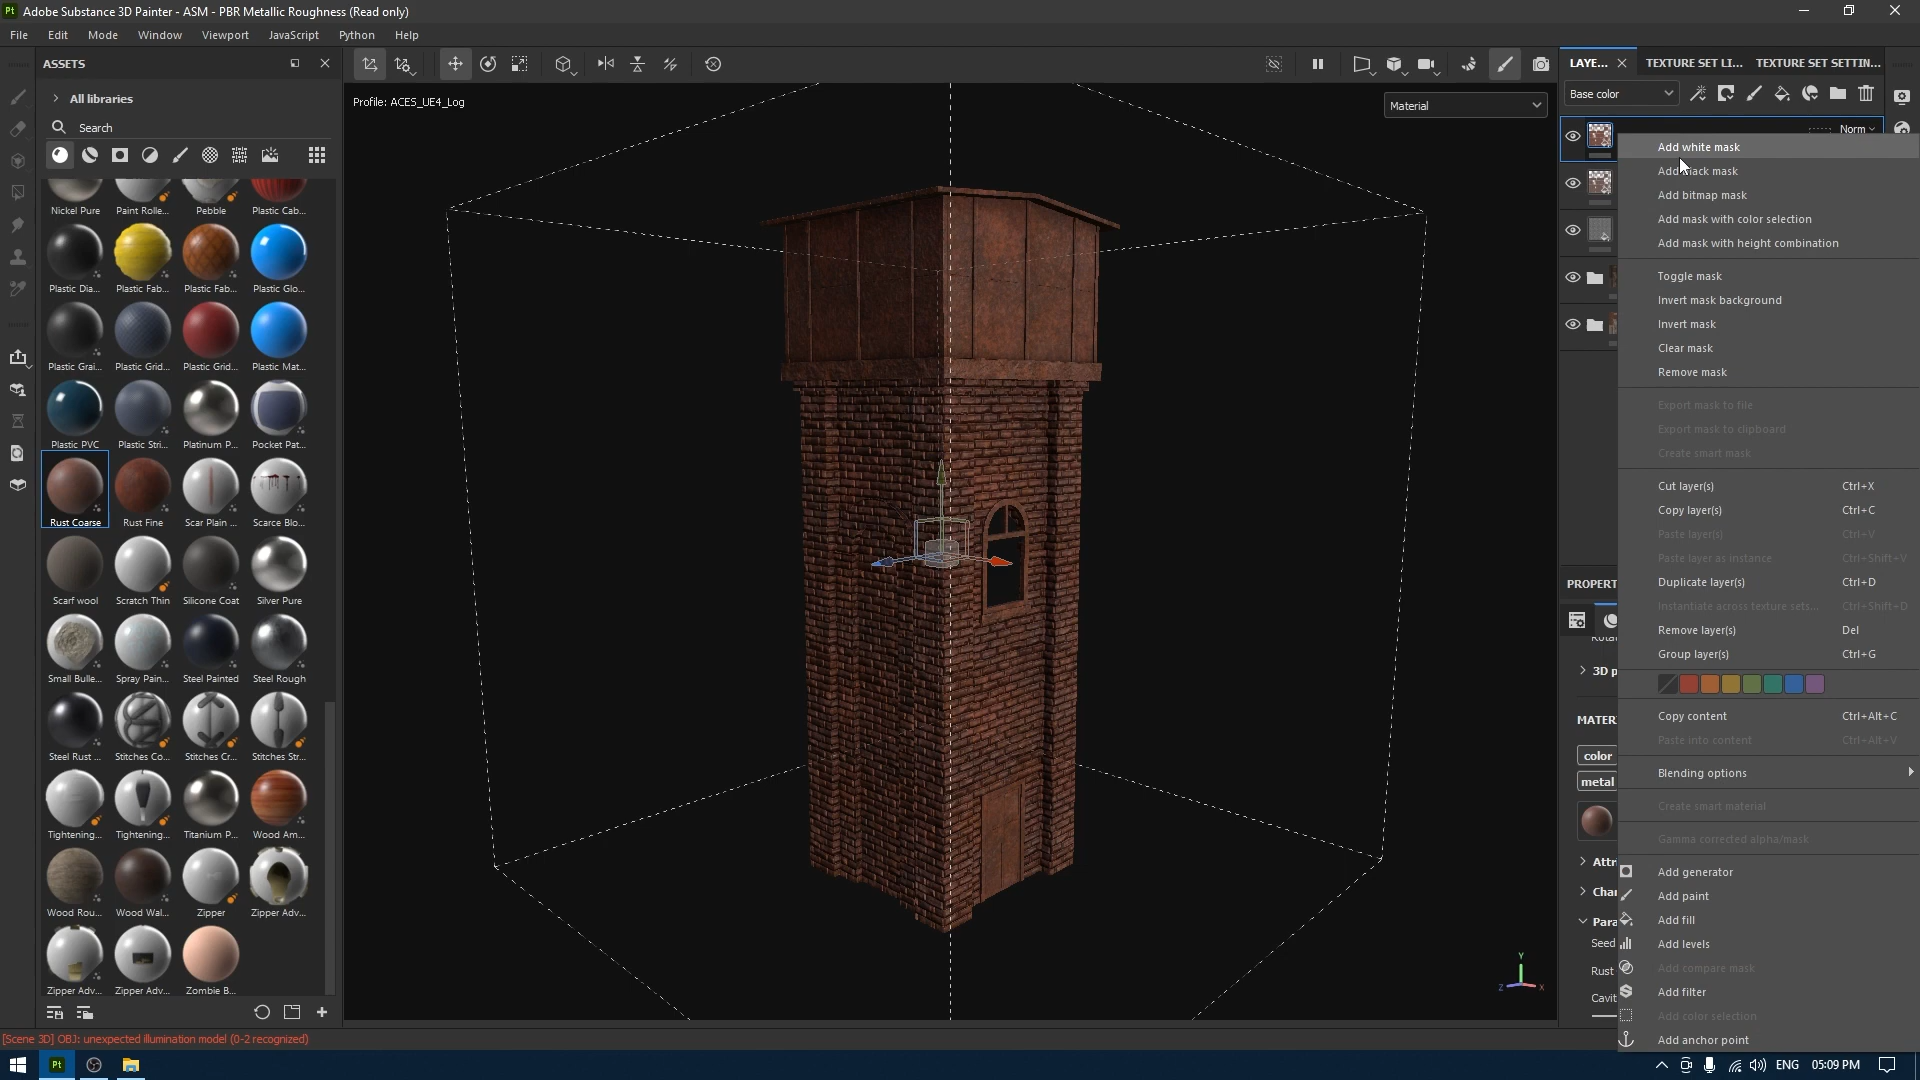 Pt Adobe Substance 3D Painter - ASM - PBR Metallic Roughness (Read only)
File Edit Mode Window Viewport JavaScript Python Help
ASSETS
LAYE... TEXTURE SET LI... TEXTURE SET SETTIN...
All libraries
Base color
Profile: ACES_UE4_Log
Material
Search
Norm
Add white mask
Add black mask
Add bitmap mask
Add mask with color selection
Add mask with height combination
Toggle mask
Invert mask background
Invert mask
Clear mask
Remove mask
Export mask to file
Export mask to clipboard
Create smart mask
Cut layer(s) Ctrl+X
Copy layer(s) Ctrl+C
Paste layer(s) Ctrl+V
Paste layer as instance Ctrl+Shift+V
Duplicate layer(s) Ctrl+D
Instantiate across texture sets... Ctrl+Shift+D
Remove layer(s) Del
Group layer(s) Ctrl+G
Copy content Ctrl+Alt+C
Paste into content Ctrl+Alt+V
Blending options
Create smart material
Gamma corrected alpha/mask
Add generator
Add paint
Add fill
Add levels
Add compare mask
Add filter
Add color selection
Add anchor point
Nickel Pure Paint Rolle... Pebble Plastic Cab...
Plastic Dia... Plastic Fab... Plastic Fab... Plastic Glo...
Plastic Grai... Plastic Grid... Plastic Grid... Plastic Mat...
Plastic PVC Plastic Stri... Platinum P... Pocket Pat...
Rust Coarse Rust Fine Scar Plain ... Scarce Blo...
Scarf wool Scratch Thin Silicone Coat Silver Pure
Small Bulle... Spray Pain... Steel Painted Steel Rough
Steel Rust ... Stitches Co... Stitches Cr... Stitches Str...
Tightening... Tightening... Titanium P... Wood Am...
Wood Rou... Wood Wal... Zipper Zipper Adv...
Zipper Adv... Zipper Adv... Zombie B...
PROPERT
3D p
MATER
color
metal
Attr
Char
Para
Seed
Rust
Cavit
Y
Z X
[Scene 3D] OBJ: unexpected illumination model (0-2 recognized)
Pt
ENG 05:09 PM